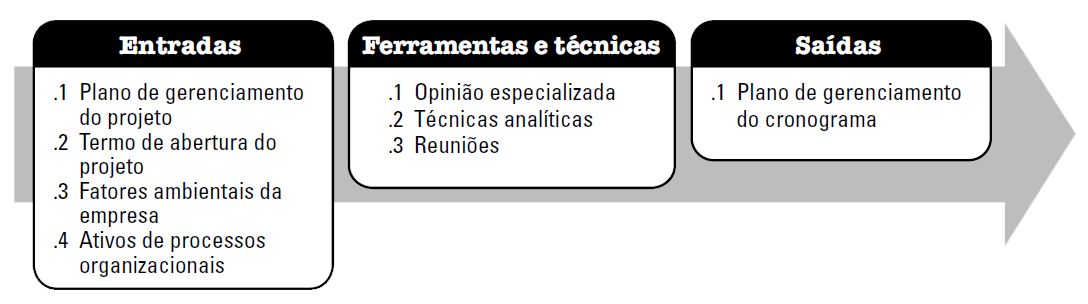 Entradas
.1 Plano de gerenciamento
do projeto
.2 Termo de abertura do
projeto
.3 Fatores ambientais da
empresa
.4 Ativos de processos
organizacionais
Ferramentas e técnicas
.1 Opinião especializada
.2 Técnicas analíticas
.3 Reuniões
Saídas
.1 Plano de gerenciamento
do cronograma